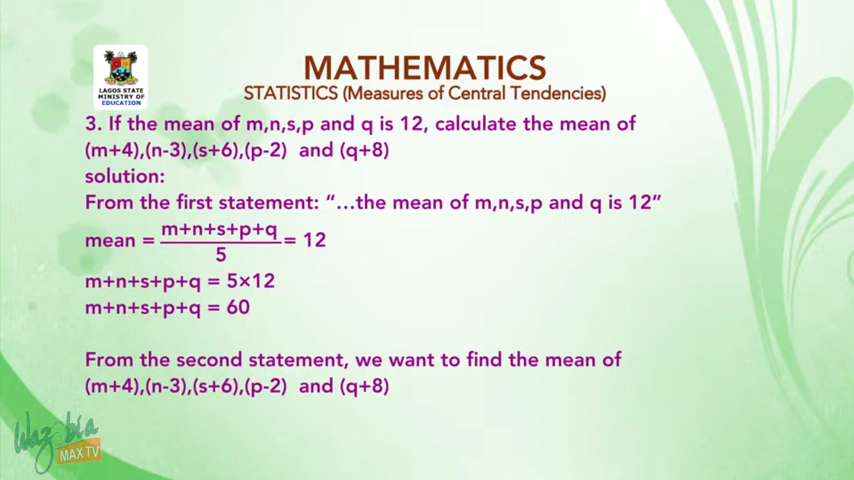 LAGOS STATE
MINISTRY OF
EDUCATION
MATHEMATICS
STATISTICS (Measures of Central Tendencies)
3. If the mean of m,n,s,p and q is 12, calculate the mean of
(m+4),(n-3),(s+6),(p-2) and (q+8)
solution:
From the first statement: “...the mean of m,n,s,p and q is 12”
mean = m+n+s+p+q/5 = 12
m+n+s+p+q = 5×12
m+n+s+p+q = 60
From the second statement, we want to find the mean of
(m+4),(n-3),(s+6),(p-2) and (q+8)
Wazobia
MAX TV